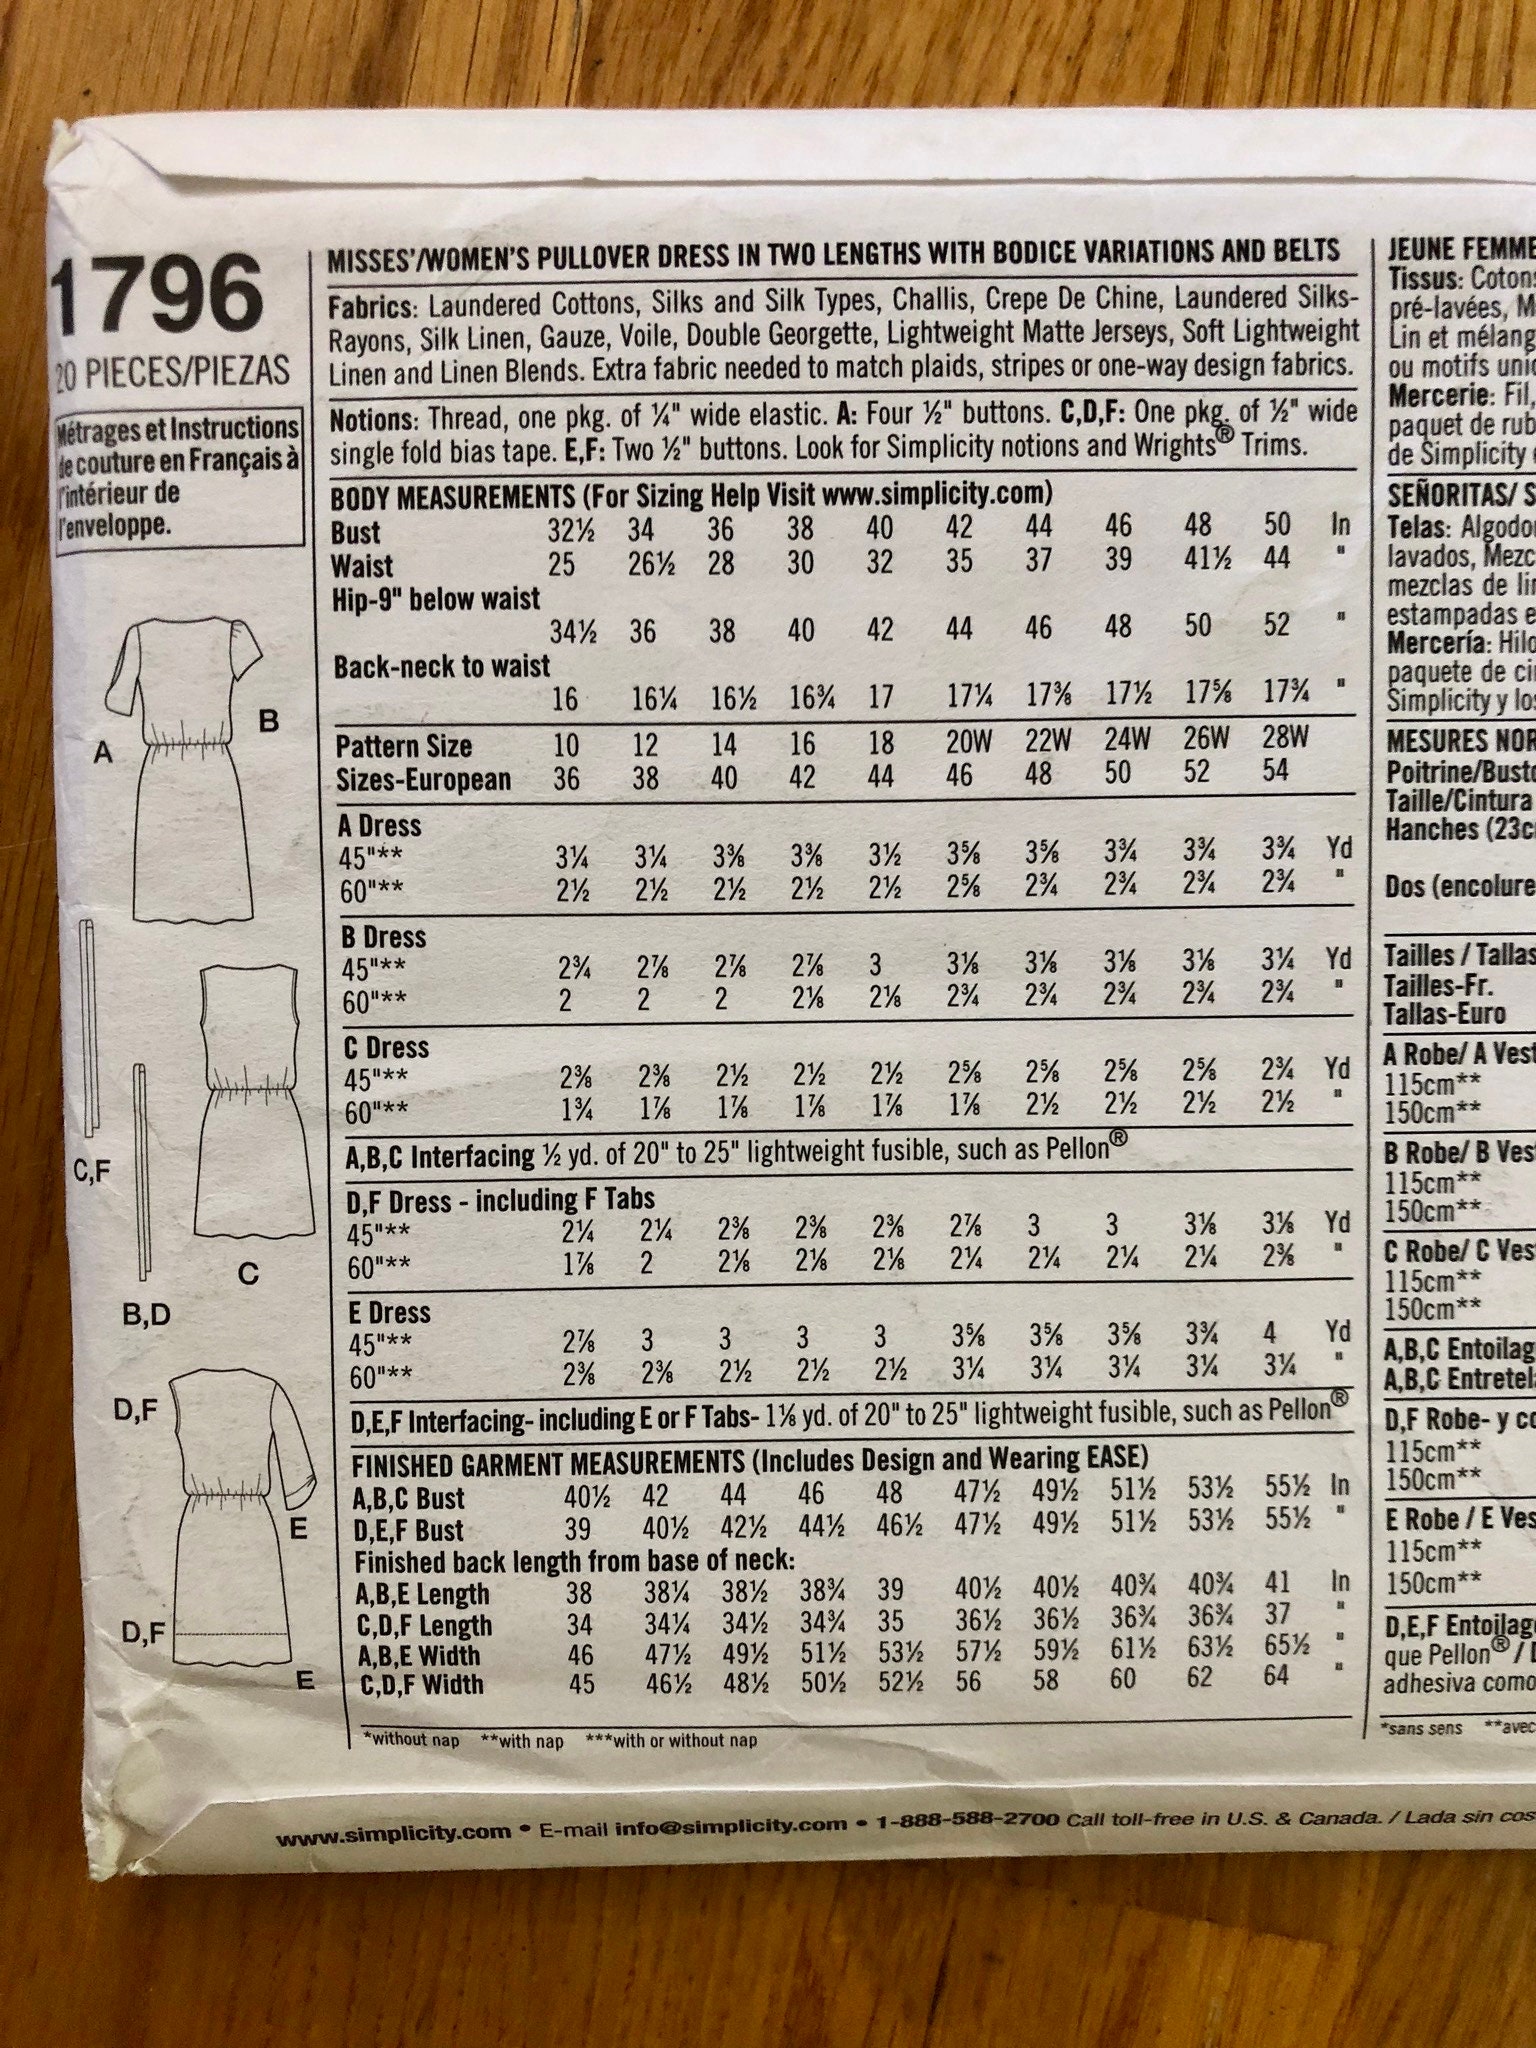 1796
20 PIECES/PIEZAS
Métrages et Instructions
de couture en Français à
l'intérieur de
l'enveloppe.
A
B
C,F
C
B,D
D,F
E
D,F
E
MISSES'/WOMEN'S PULLOVER DRESS IN TWO LENGTHS WITH BODICE VARIATIONS AND BELTS
Fabrics: Laundered Cottons, Silks and Silk Types, Challis, Crepe De Chine, Laundered Silks-
Rayons, Silk Linen, Gauze, Voile, Double Georgette, Lightweight Matte Jerseys, Soft Lightweight
Linen and Linen Blends. Extra fabric needed to match plaids, stripes or one-way design fabrics.
Notions: Thread, one pkg. of ¼" wide elastic. A: Four ½" buttons. C,D,F: One pkg. of ½" wide
single fold bias tape. E,F: Two ½" buttons. Look for Simplicity notions and Wrights® Trims.
BODY MEASUREMENTS (For Sizing Help Visit www.simplicity.com)
Bust 32½ 34 36 38 40 42 44 46 48 50 In
Waist 25 26½ 28 30 32 35 37 39 41½ 44 "
Hip-9" below waist
34½ 36 38 40 42 44 46 48 50 52 "
Back-neck to waist
16 16¼ 16½ 16¾ 17 17¼ 17⅜ 17½ 17⅝ 17¾ "
Pattern Size 10 12 14 16 18 20W 22W 24W 26W 28W
Sizes-European 36 38 40 42 44 46 48 50 52 54
A Dress
45"** 3¼ 3¼ 3⅜ 3⅜ 3½ 3⅝ 3⅝ 3¾ 3¾ 3¾ Yd
60"** 2½ 2½ 2½ 2½ 2½ 2⅝ 2¾ 2¾ 2¾ 2¾ "
B Dress
45"** 2¾ 2⅞ 2⅞ 2⅞ 3 3⅛ 3⅛ 3⅛ 3⅛ 3¼ Yd
60"** 2 2 2 2⅛ 2⅛ 2¾ 2¾ 2¾ 2¾ 2¾ "
C Dress
45"** 2⅜ 2⅜ 2½ 2½ 2½ 2⅝ 2⅝ 2⅝ 2⅝ 2¾ Yd
60"** 1¾ 1⅞ 1⅞ 1⅞ 1⅞ 1⅞ 2½ 2½ 2½ 2½ "
A,B,C Interfacing ½ yd. of 20" to 25" lightweight fusible, such as Pellon®
D,F Dress - including F Tabs
45"** 2¼ 2¼ 2⅜ 2⅜ 2⅜ 2⅞ 3 3 3⅛ 3⅛ Yd
60"** 1⅞ 2 2⅛ 2⅛ 2⅛ 2¼ 2¼ 2¼ 2¼ 2⅜ "
E Dress
45"** 2⅞ 3 3 3 3 3⅝ 3⅝ 3⅝ 3¾ 4 Yd
60"** 2⅜ 2⅜ 2½ 2½ 2½ 3¼ 3¼ 3¼ 3¼ 3¼ "
D,E,F Interfacing- including E or F Tabs- 1⅛ yd. of 20" to 25" lightweight fusible, such as Pellon®
FINISHED GARMENT MEASUREMENTS (Includes Design and Wearing EASE)
A,B,C Bust 40½ 42 44 46 48 47½ 49½ 51½ 53½ 55½ In
D,E,F Bust 39 40½ 42½ 44½ 46½ 47½ 49½ 51½ 53½ 55½ "
Finished back length from base of neck:
A,B,E Length 38 38¼ 38½ 38¾ 39 40½ 40½ 40¾ 40¾ 41 In
C,D,F Length 34 34¼ 34½ 34¾ 35 36½ 36½ 36¾ 36¾ 37 "
A,B,E Width 46 47½ 49½ 51½ 53½ 57½ 59½ 61½ 63½ 65½ "
C,D,F Width 45 46½ 48½ 50½ 52½ 56 58 60 62 64 "
*without nap **with nap ***with or without nap
JEUNE FEMME
Tissus: Coton
pré-lavées, M
Lin et mélang
ou motifs uni
Mercerie: Fil,
paquet de rub
de Simplicity
SEÑORITAS/ S
Telas: Algodo
lavados, Mezc
mezclas de lin
estampadas e
Mercería: Hilo
paquete de ci
Simplicity y lo
MESURES NOR
Poitrine/Busto
Taille/Cintura
Hanches (23c
Dos (encolure
Tailles / Tallas
Tailles-Fr.
Tallas-Euro
A Robe/ A Vest
115cm**
150cm**
B Robe/ B Vest
115cm**
150cm**
C Robe/ C Vest
115cm**
150cm**
A,B,C Entoilag
A,B,C Entretel
D,F Robe- y co
115cm**
150cm**
E Robe / E Ves
115cm**
150cm**
D,E,F Entoilag
que Pellon® /
adhesiva como
*sans sens **avec
www.simplicity.com • E-mail info@simplicity.com • 1-888-588-2700 Call toll-free in U.S. & Canada. / Lada sin cos